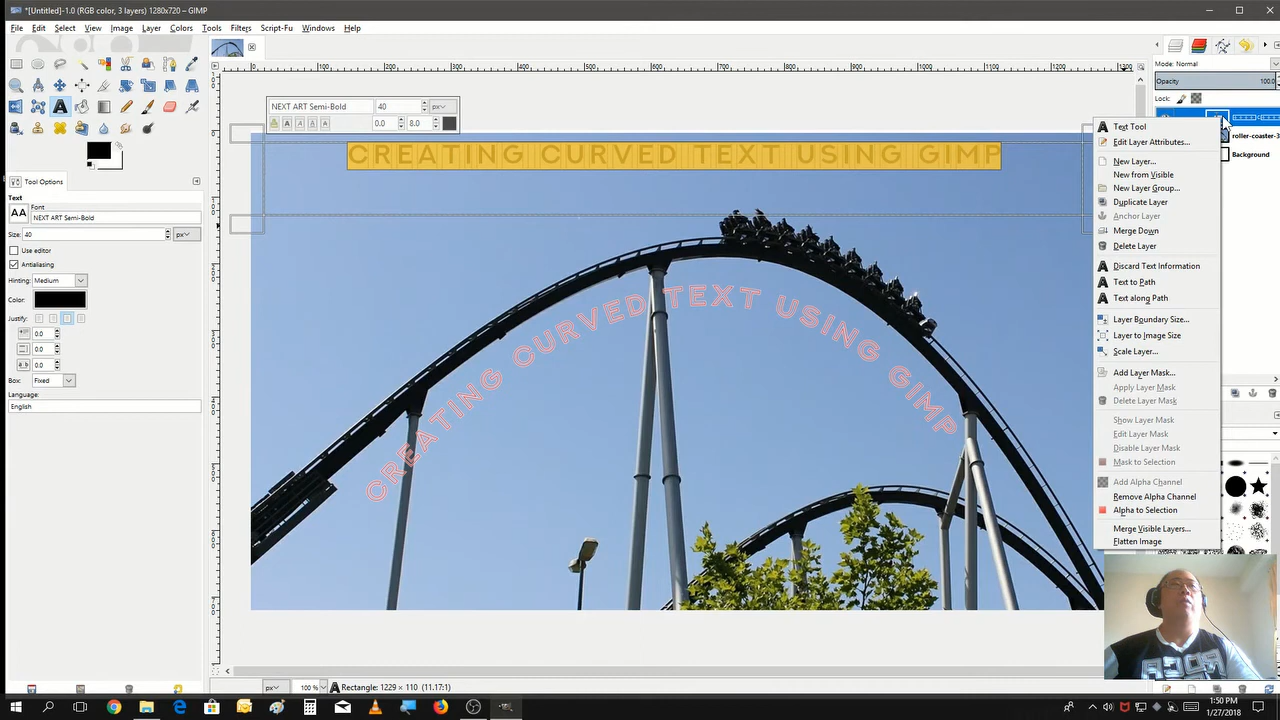 *[Untitled]-1.0 (RGB color, 3 layers) 1280x720 – GIMP
File Edit Select View Image Layer Colors Tools Filters Script-Fu Windows Help
Mode: Normal
Opacity 100.0
Lock:
NEXT ART Semi-Bold 40
0.0 8.0
CREATING CURVED TEXT USING GIMP
CREATING CURVED TEXT USING GIMP
Tool Options
Text
Font
AA NEXT ART Semi-Bold
Size: 40 px
Use editor
Antialiasing
Hinting: Medium
Color:
Justify:
0.0
0.0
0.0
Box: Fixed
Language:
English
roller-coaster-3
Background
Text Tool
Edit Layer Attributes...
New Layer...
New from Visible
New Layer Group...
Duplicate Layer
Anchor Layer
Merge Down
Delete Layer
Discard Text Information
Text to Path
Text along Path
Layer Boundary Size...
Layer to Image Size
Scale Layer...
Add Layer Mask...
Apply Layer Mask
Delete Layer Mask
Show Layer Mask
Edit Layer Mask
Disable Layer Mask
Mask to Selection
Add Alpha Channel
Remove Alpha Channel
Alpha to Selection
Merge Visible Layers...
Flatten Image
px 100 % Rectangle: 1229 × 110 (11.17:1)
1:50 PM
1/27/2018